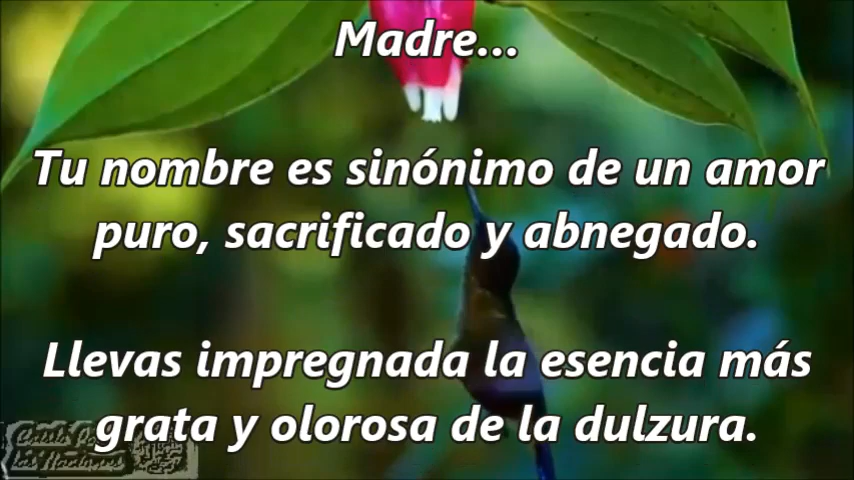 Madre...
Tu nombre es sinónimo de un amor
puro, sacrificado y abnegado.
Llevas impregnada la esencia más
grata y olorosa de la dulzura.